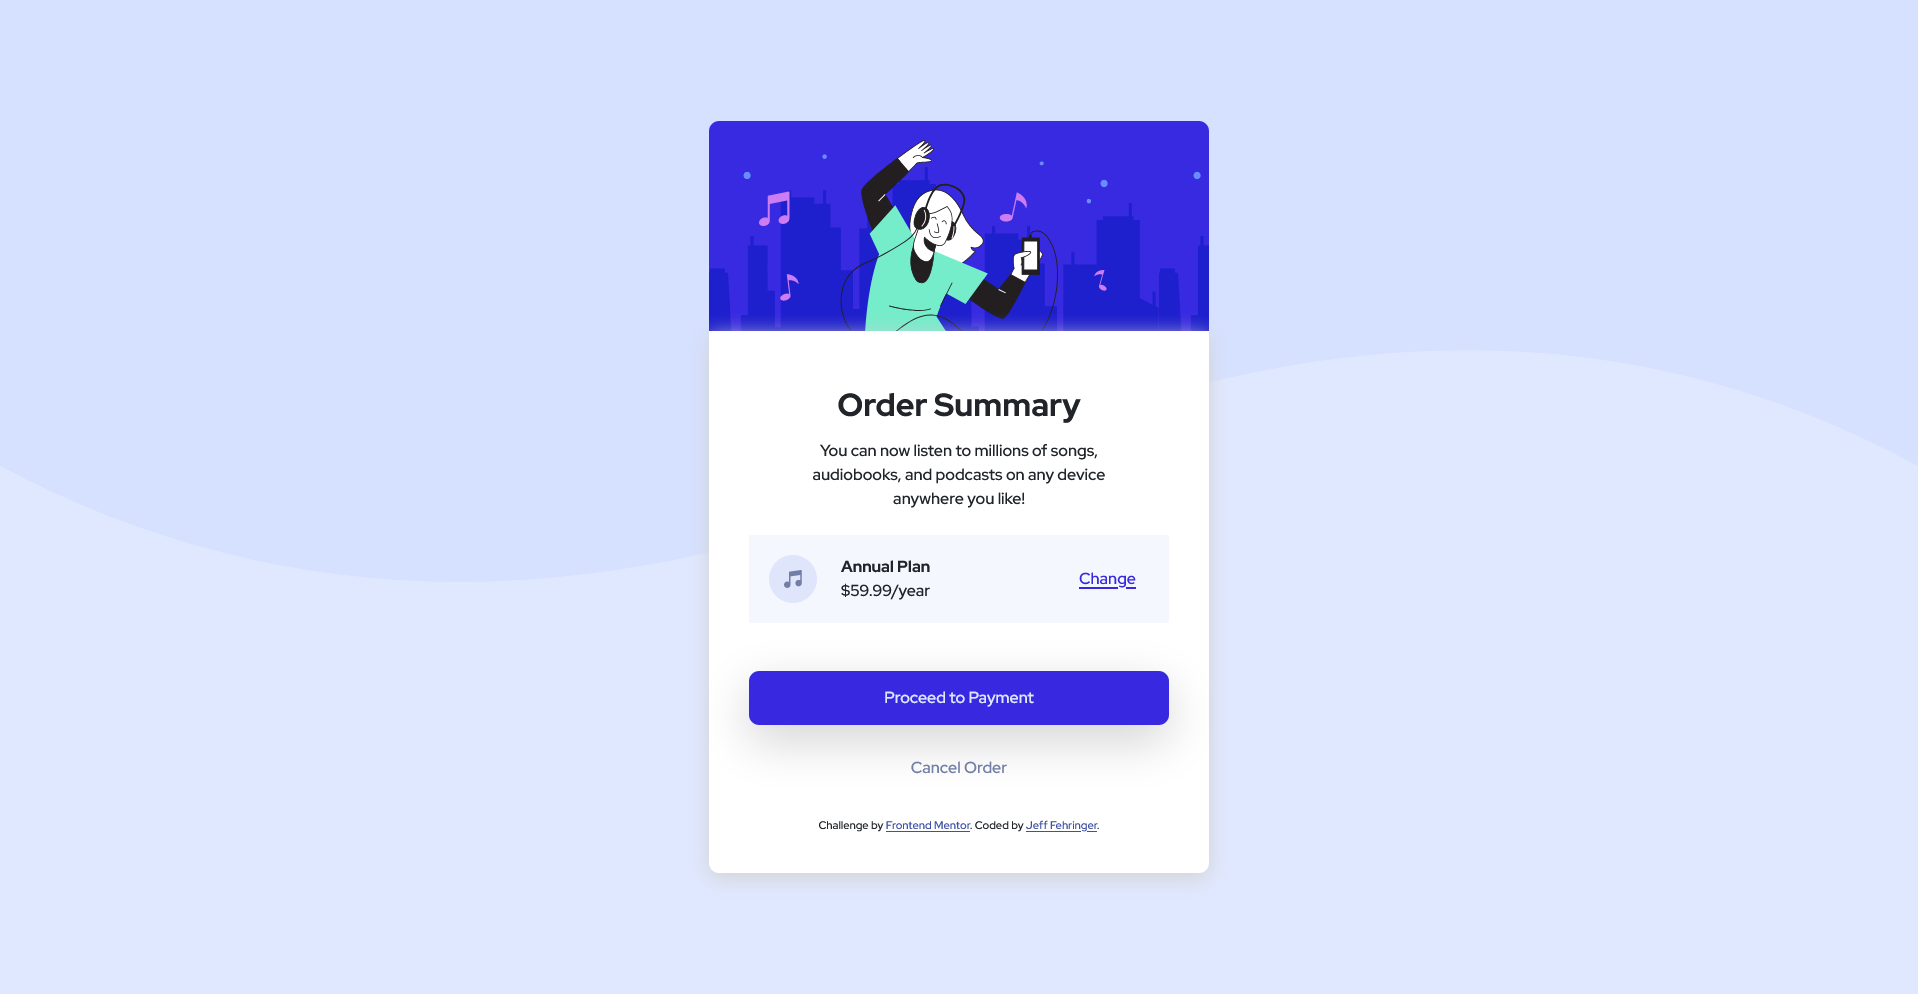 Order Summary
You can now listen to millions of songs,
audiobooks, and podcasts on any device
anywhere you like!
Annual Plan
$59.99/year
Change
Proceed to Payment
Cancel Order
Challenge by Frontend Mentor. Coded by Jeff Fehringer.